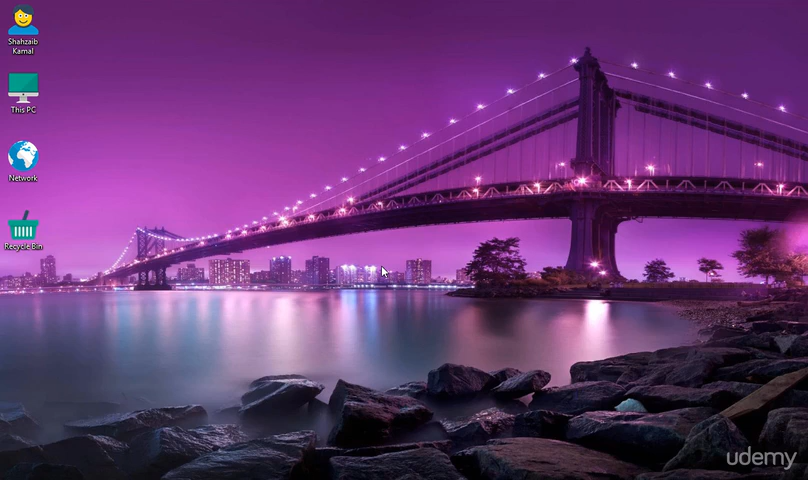 Shahzaib
Kamal
This PC
Network
Recycle Bin
udemy